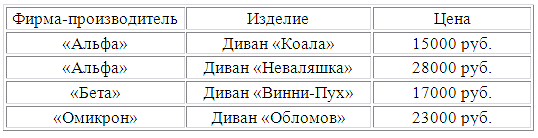 Фирма-производитель Изделие Цена
«Альфа» Диван «Коала» 15000 руб.
«Альфа» Диван «Неваляшка» 28000 руб.
«Бета» Диван «Винни-Пух» 17000 руб.
«Омикрон» Диван «Обломов» 23000 руб.